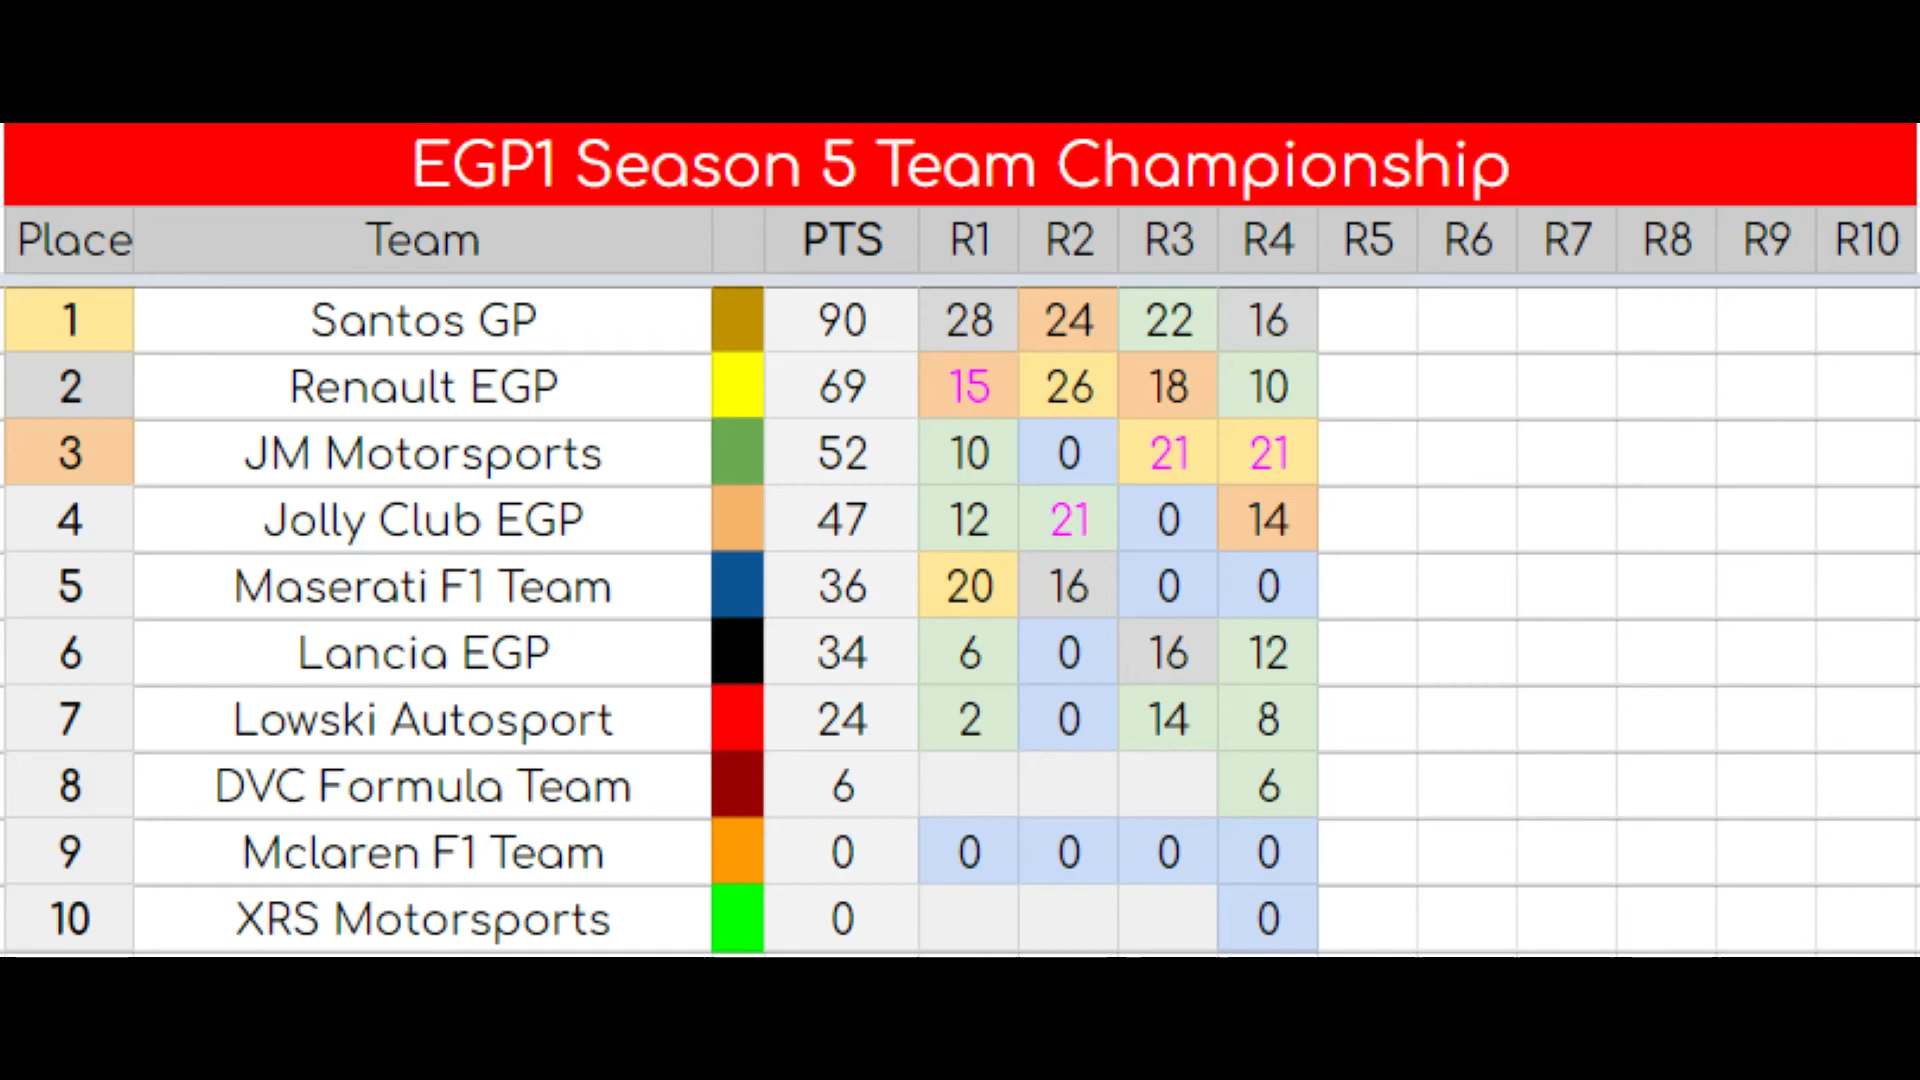 EGP1 Season 5 Team Championship
Place Team PTS R1 R2 R3 R4 R5 R6 R7 R8 R9 R10
1 Santos GP 90 28 24 22 16
2 Renault EGP 69 15 26 18 10
3 JM Motorsports 52 10 0 21 21
4 Jolly Club EGP 47 12 21 0 14
5 Maserati F1 Team 36 20 16 0 0
6 Lancia EGP 34 6 0 16 12
7 Lowski Autosport 24 2 0 14 8
8 DVC Formula Team 6 6
9 Mclaren F1 Team 0 0 0 0 0
10 XRS Motorsports 0 0